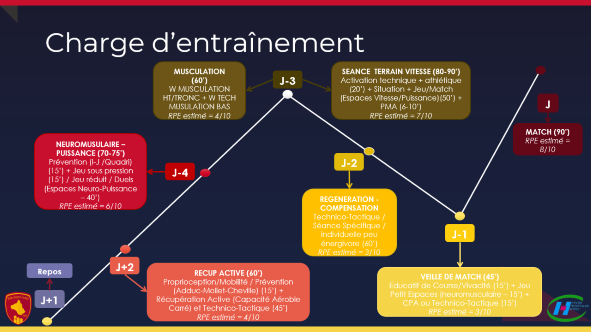 Charge d'entraînement
MUSCULATION
(60')
W MUSCULATION
HT/TRONC + W TECH
MUSULATION BAS
RPE estimé = 4/10
J-3
SEANCE TERRAIN VITESSE (80-90')
Activation technique + athlétique
(20') + Situation + Jeu/Match
(Espaces Vitesse/Puissance)(50') +
PMA (6-10')
RPE estimé = 7/10
J
MATCH (90')
RPE estimé =
8/10
NEUROMUSULAIRE –
PUISSANCE (70-75')
Prévention (I-J /Quadri)
(15') + Jeu sous pression
(15') / Jeu réduit / Duels
(Espaces Neuro-Puissance
– 40')
RPE estimé = 6/10
J-4
J-2
REGENERATION -
COMPENSATION
Technico-Tactique /
Séance Spécifique /
Individuelle peu
énergivore (60')
RPE estimé = 3/10
J-1
VEILLE DE MATCH (45')
Educatif de Course/Vivacité (15') + Jeu
Petit Espaces (neuromusculaire – 15') +
CPA ou Technico-Tactique (15')
RPE estimé = 3/10
Repos
J+1
J+2
RECUP ACTIVE (60')
Proprioception/Mobilité / Prévention
(Adduc-Mollet-Cheville) (15') +
Récupération Active (Capacité Aérobie
Carré) et Technico-Tactique (45')
RPE estimé = 4/10